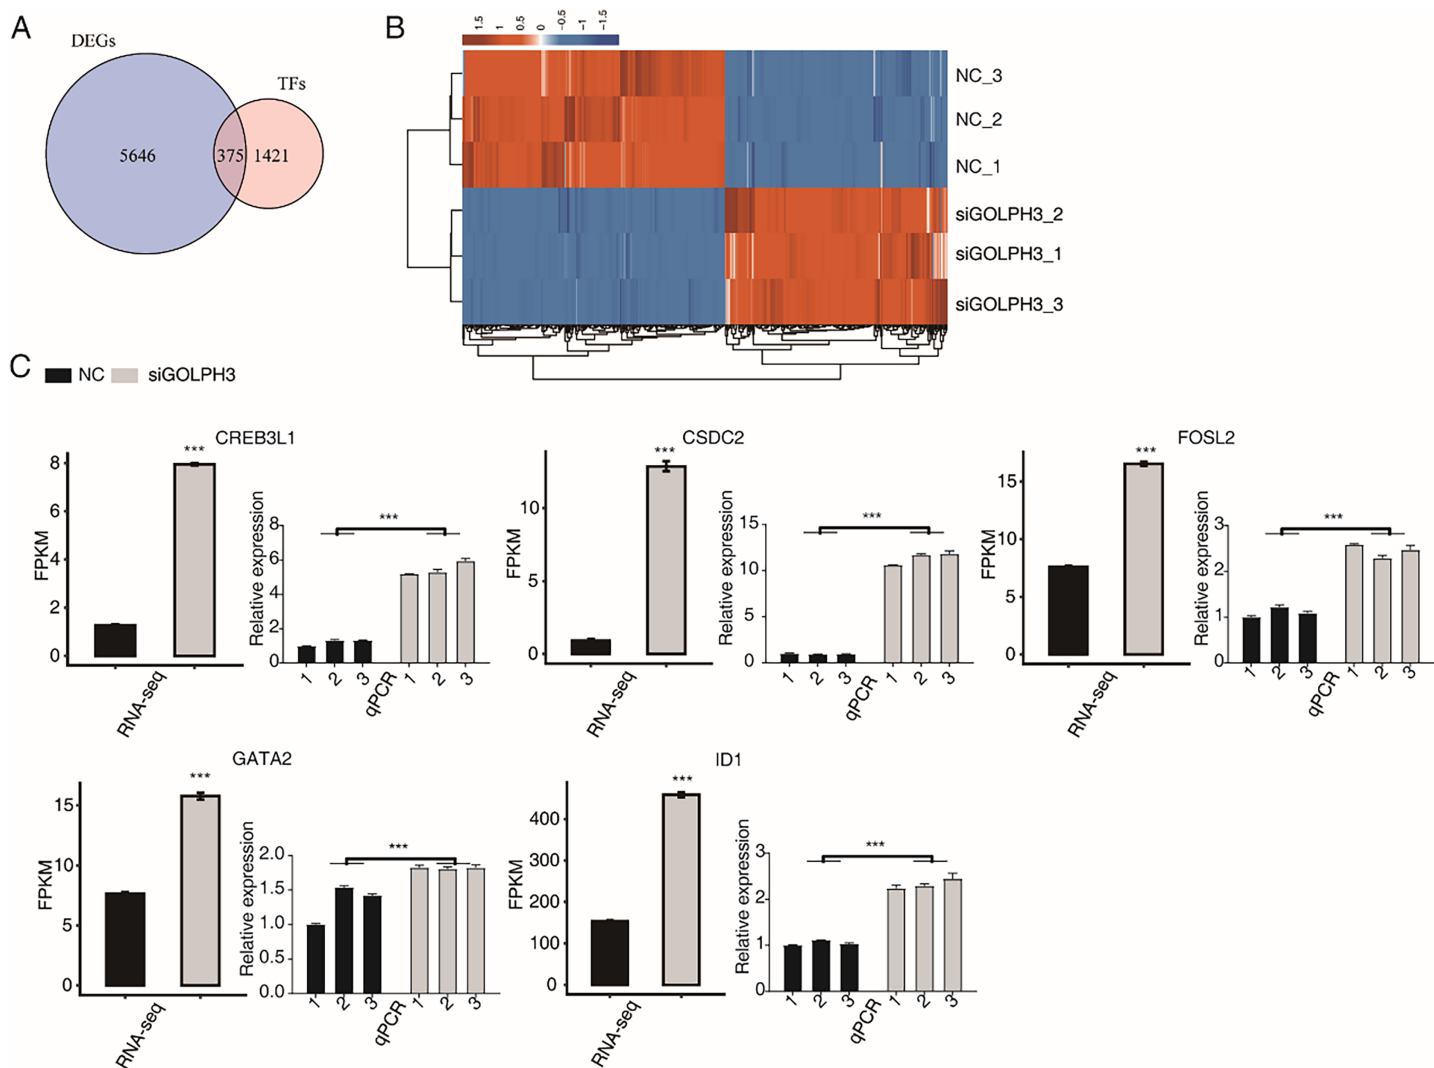 A
DEGs
TFs
5646
375
1421
B
1.5
1
0.5
0
-0.5
-1
-1.5
NC_3
NC_2
NC_1
siGOLPH3_2
siGOLPH3_1
siGOLPH3_3
C
NC
siGOLPH3
CREB3L1
FPKM
8
6
4
2
0
***
RNA-seq
Relative expression
8
6
4
2
0
***
1
2
3
qPCR
1
2
3
CSDC2
FPKM
10
5
0
***
RNA-seq
Relative expression
15
10
5
0
***
1
2
3
qPCR
1
2
3
FOSL2
FPKM
15
10
5
0
***
RNA-seq
Relative expression
3
2
1
0
***
1
2
3
qPCR
1
2
3
GATA2
FPKM
15
10
5
0
***
RNA-seq
Relative expression
2.0
1.5
1.0
0.5
0.0
***
1
2
3
qPCR
1
2
3
ID1
FPKM
400
300
200
100
0
***
RNA-seq
Relative expression
3
2
1
0
***
1
2
3
qPCR
1
2
3